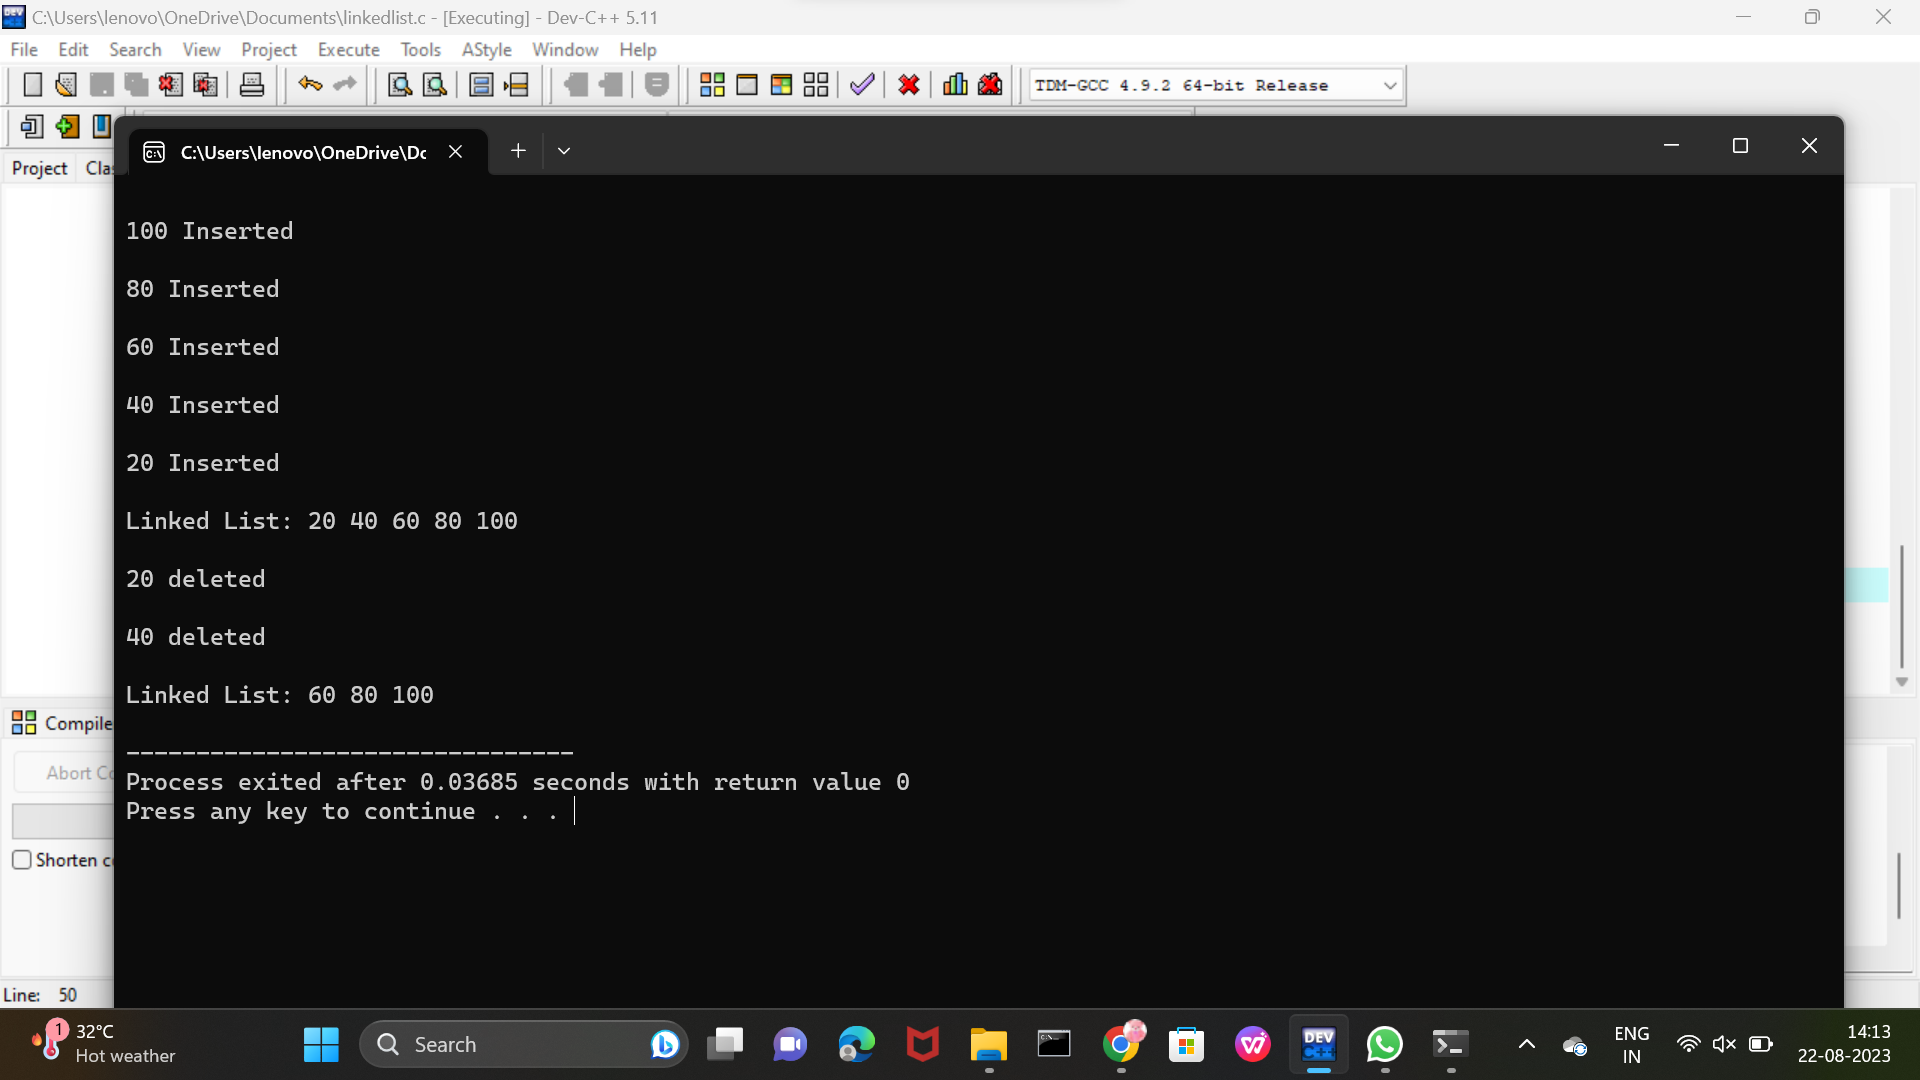 C:\Users\lenovo\OneDrive\Documents\linkedlist.c - [Executing] - Dev-C++ 5.11
File Edit Search View Project Execute Tools AStyle Window Help
TDM-GCC 4.9.2 64-bit Release
C:\Users\lenovo\OneDrive\Dc
Project Clas
100 Inserted
80 Inserted
60 Inserted
40 Inserted
20 Inserted
Linked List: 20 40 60 80 100
20 deleted
40 deleted
Linked List: 60 80 100
--------------------------------
Process exited after 0.03685 seconds with return value 0
Press any key to continue . . .
Compile
Abort Co
Shorten co
Line: 50
1 32°C
Hot weather
Search
DEV C++
ENG
IN
14:13
22-08-2023